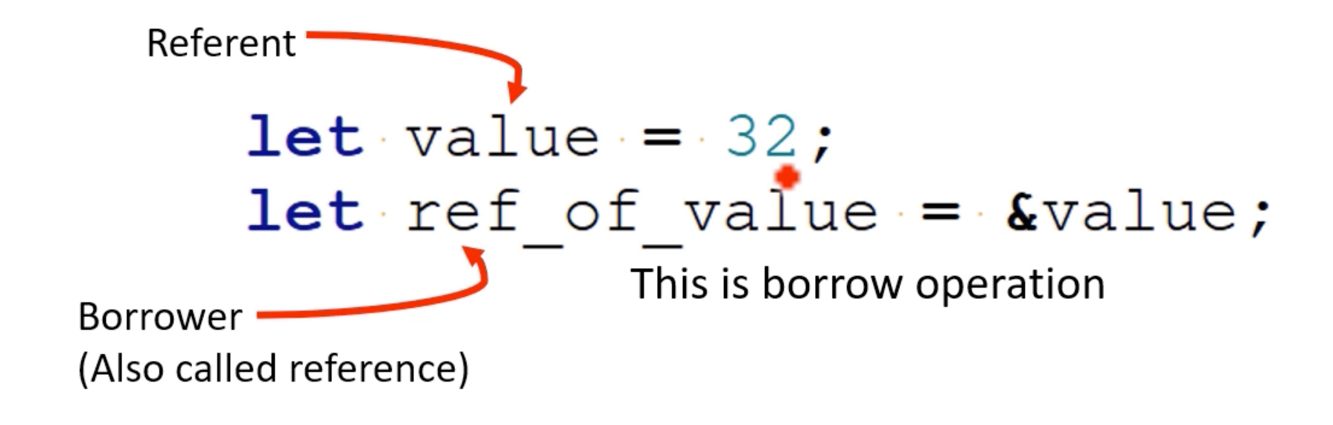 Referent
let value = 32;
let ref_of_value = &value;
This is borrow operation
Borrower
(Also called reference)